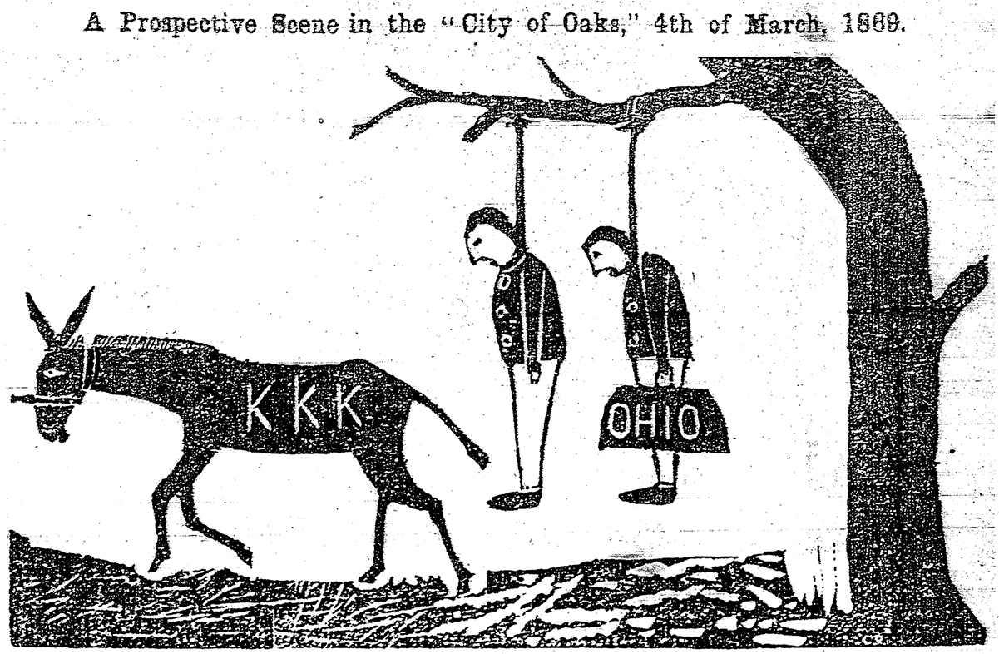 A Prospective Scene in the “City of Oaks,” 4th of March, 1869.
KKK
OHIO